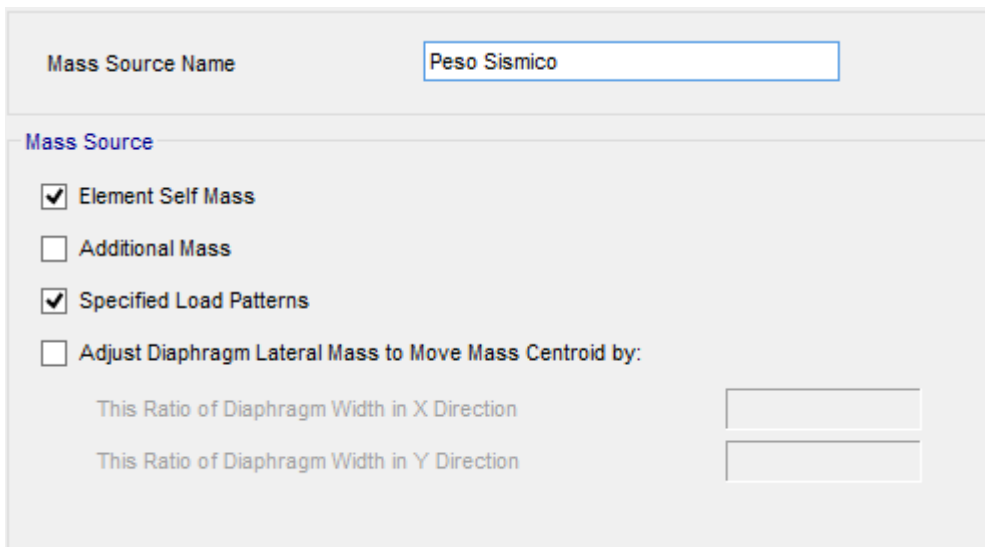 Mass Source Name
Peso Sismico
Mass Source
Element Self Mass
Additional Mass
Specified Load Patterns
Adjust Diaphragm Lateral Mass to Move Mass Centroid by:
This Ratio of Diaphragm Width in X Direction
This Ratio of Diaphragm Width in Y Direction